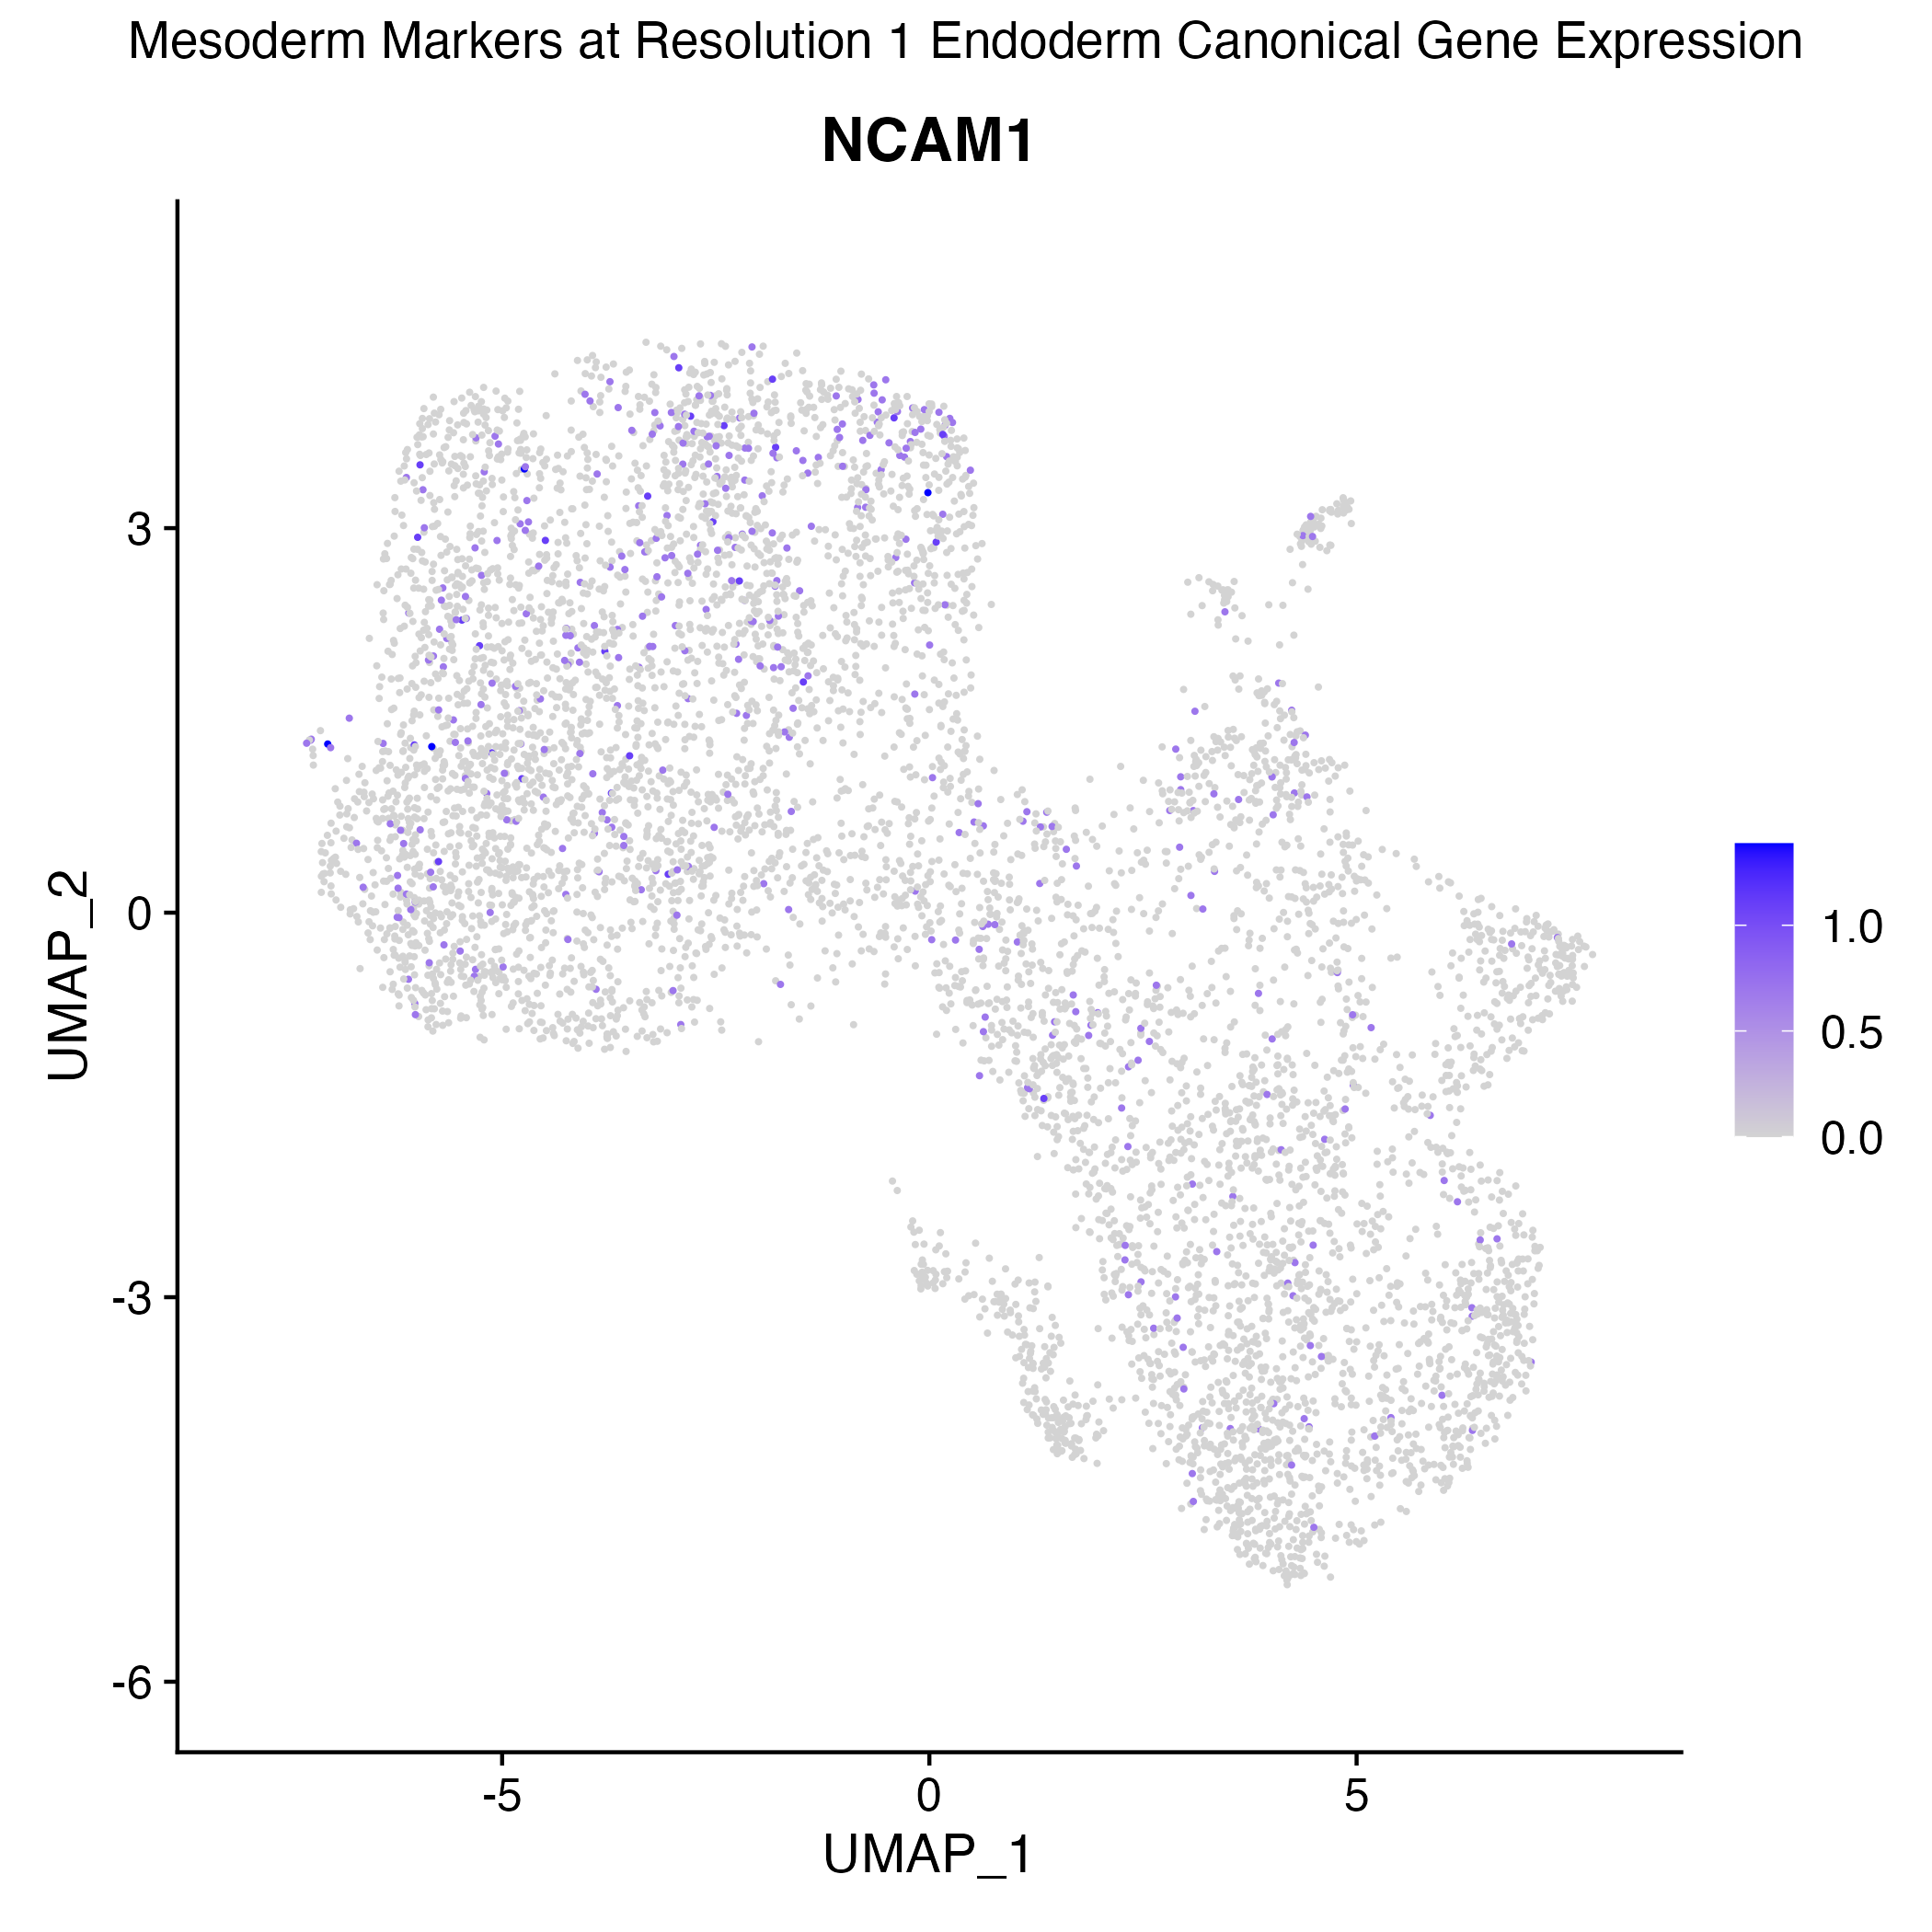 Mesoderm Markers at Resolution 1 Endoderm Canonical Gene Expression
NCAM1
3
0
-3
-6
UMAP_2
-5
0
5
UMAP_1
1.0
0.5
0.0